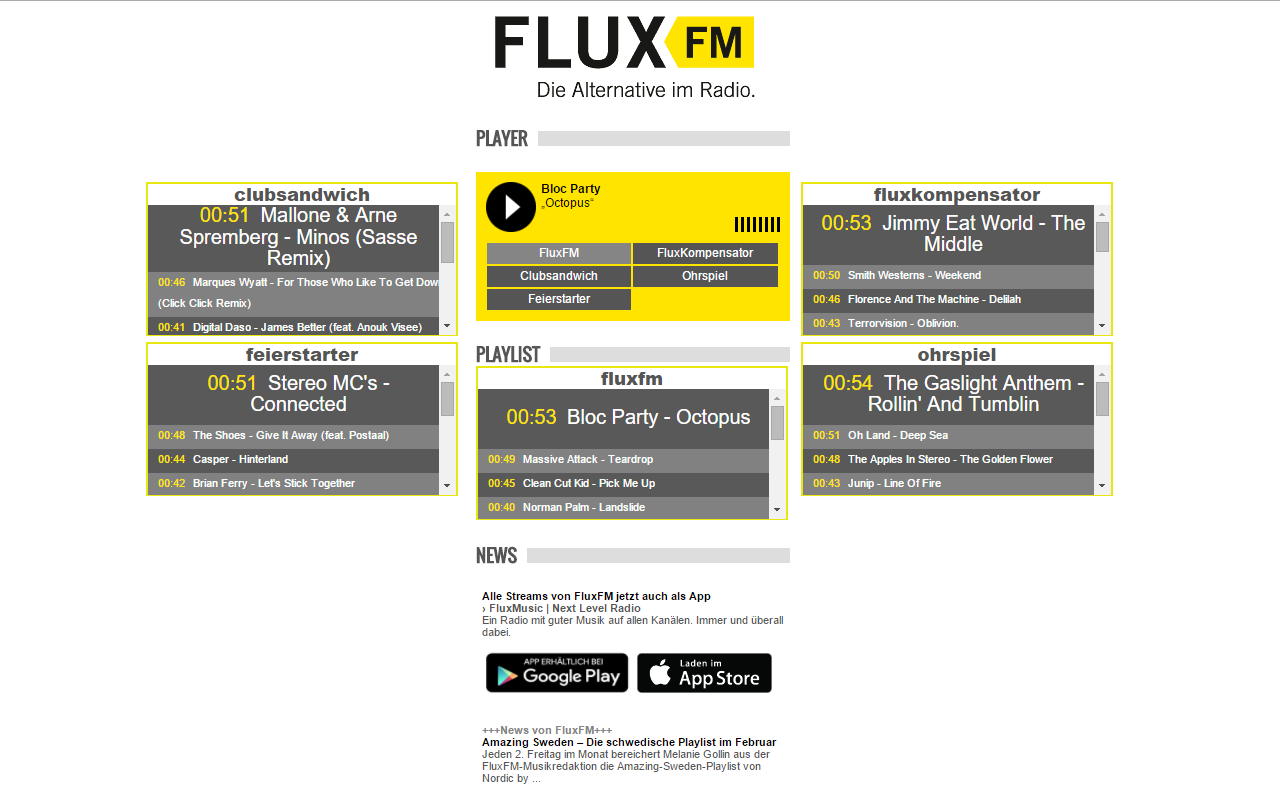 FLUX FM
Die Alternative im Radio.
PLAYER
Bloc Party
„Octopus“
FluxFM
FluxKompensator
Clubsandwich
Ohrspiel
Feierstarter
clubsandwich
00:51 Mallone & Arne
Spremberg - Minos (Sasse
Remix)
00:46 Marques Wyatt - For Those Who Like To Get Down
(Click Click Remix)
00:41 Digital Daso - James Better (feat. Anouk Visee)
fluxkompensator
00:53 Jimmy Eat World - The
Middle
00:50 Smith Westerns - Weekend
00:46 Florence And The Machine - Delilah
00:43 Terrorvision - Oblivion.
feierstarter
00:51 Stereo MC's -
Connected
00:48 The Shoes - Give It Away (feat. Postaal)
00:44 Casper - Hinterland
00:42 Brian Ferry - Let's Stick Together
PLAYLIST
fluxfm
00:53 Bloc Party - Octopus
00:49 Massive Attack - Teardrop
00:45 Clean Cut Kid - Pick Me Up
00:40 Norman Palm - Landslide
ohrspiel
00:54 The Gaslight Anthem -
Rollin' And Tumblin
00:51 Oh Land - Deep Sea
00:48 The Apples In Stereo - The Golden Flower
00:43 Junip - Line Of Fire
NEWS
Alle Streams von FluxFM jetzt auch als App
› FluxMusic | Next Level Radio
Ein Radio mit guter Musik auf allen Kanälen. Immer und überall
dabei.
APP ERHÄLTLICH BEI
Google Play
Laden im
App Store
+++News von FluxFM+++
Amazing Sweden – Die schwedische Playlist im Februar
Jeden 2. Freitag im Monat bereichert Melanie Gollin aus der
FluxFM-Musikredaktion die Amazing-Sweden-Playlist von
Nordic by ...